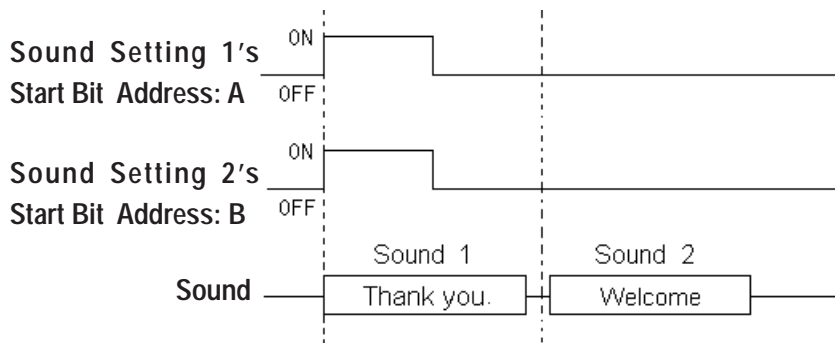 ON
Sound Setting 1's
Start Bit Address: A
OFF
ON
Sound Setting 2's
Start Bit Address: B
OFF
Sound 1 Sound 2
Sound Thank you. Welcome